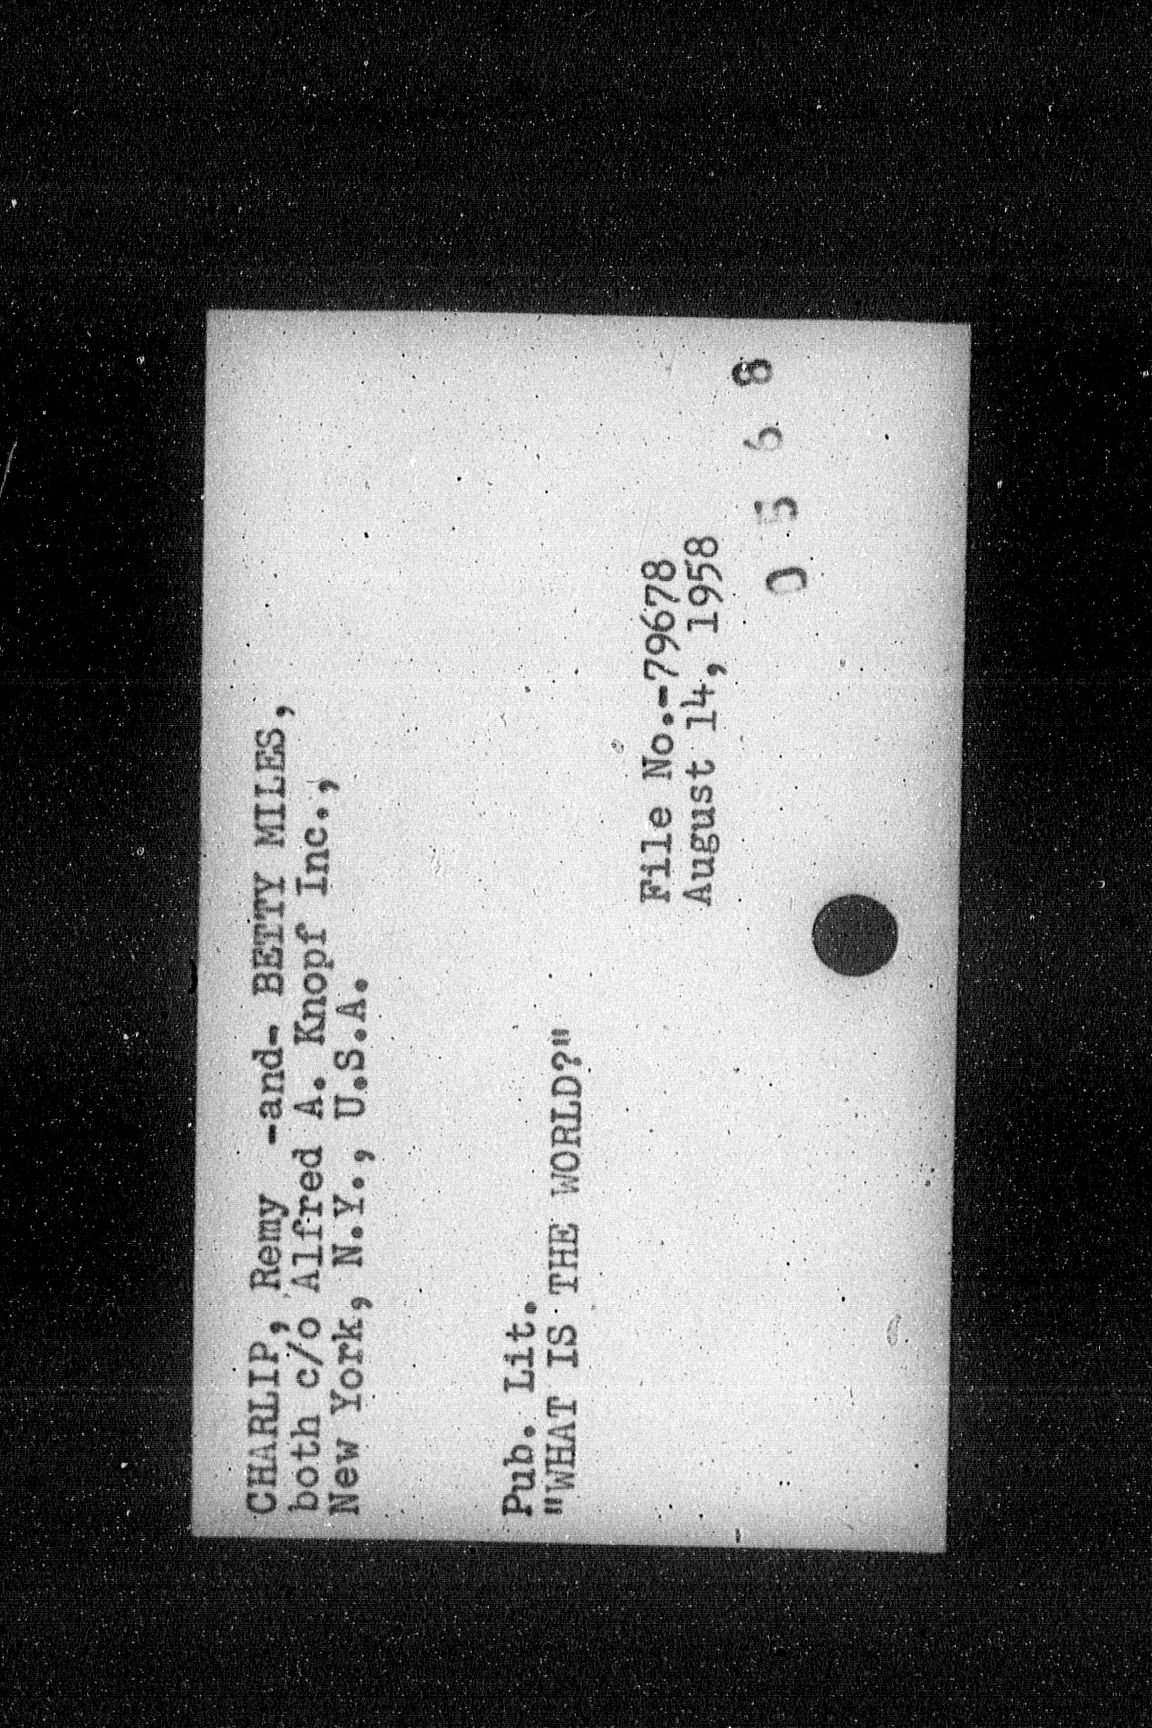 CHARLIP, Remy -and- BETTY MILES,
both c/o Alfred A. Knopf Inc.,
New York, N.Y., U.S.A.
Pub. Lit.
"WHAT IS THE WORLD?"
File No.-79678
August 14, 1958
0 5 6 8